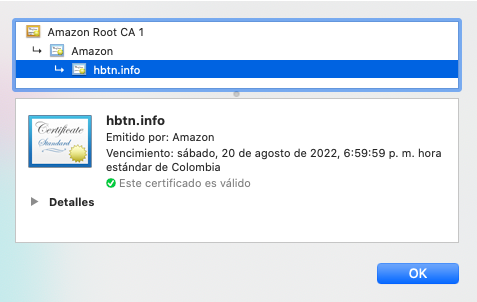 Amazon Root CA 1
Amazon
hbtn.info
Certificate
Standard
hbtn.info
Emitido por: Amazon
Vencimiento: sábado, 20 de agosto de 2022, 6:59:59 p. m. hora
estándar de Colombia
Este certificado es válido
Detalles
OK